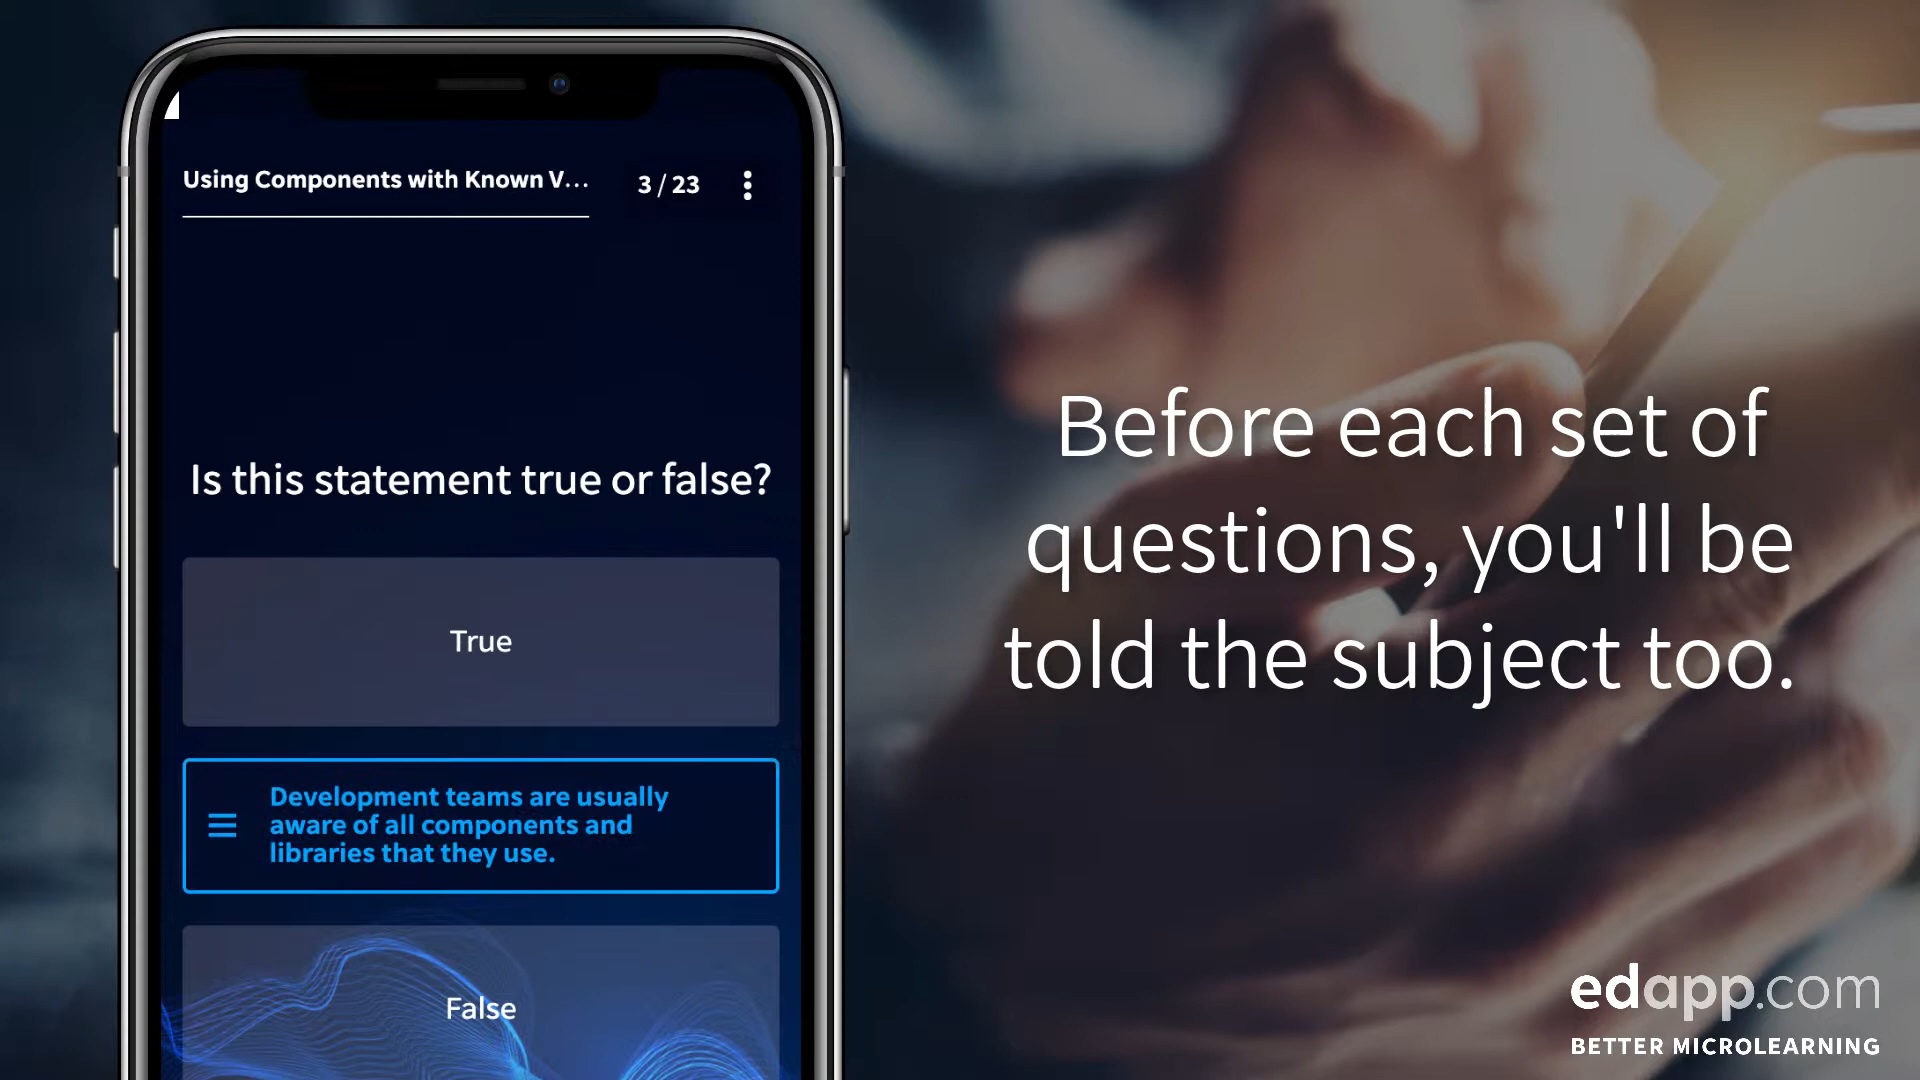 Using Components with Known V...
3 / 23
Is this statement true or false?
True
Development teams are usually
aware of all components and
libraries that they use.
False
Before each set of
questions, you'll be
told the subject too.
edapp.com
BETTER MICROLEARNING